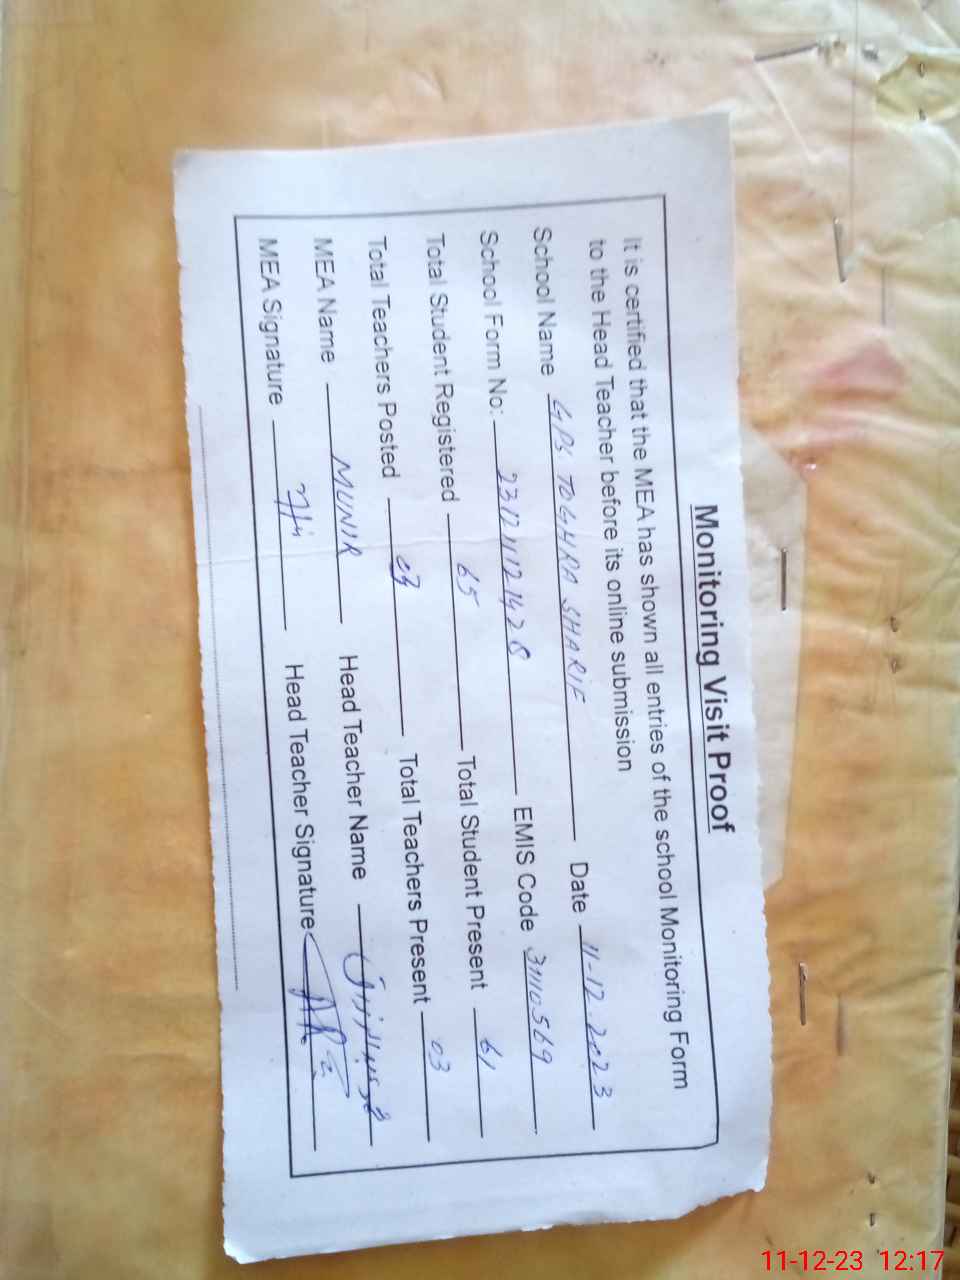 Monitoring Visit Proof
It is certified that the MEA has shown all entries of the school Monitoring Form
to the Head Teacher before its online submission
School Name GPS TOGHRA SHARIF Date 11-12-2023
School Form No: 231211121428 EMIS Code 31110569
Total Student Registered 65 Total Student Present 61
Total Teachers Posted 03 Total Teachers Present 03
MEA Name MUNIR Head Teacher Name
MEA Signature Head Teacher Signature
11-12-23 12:17